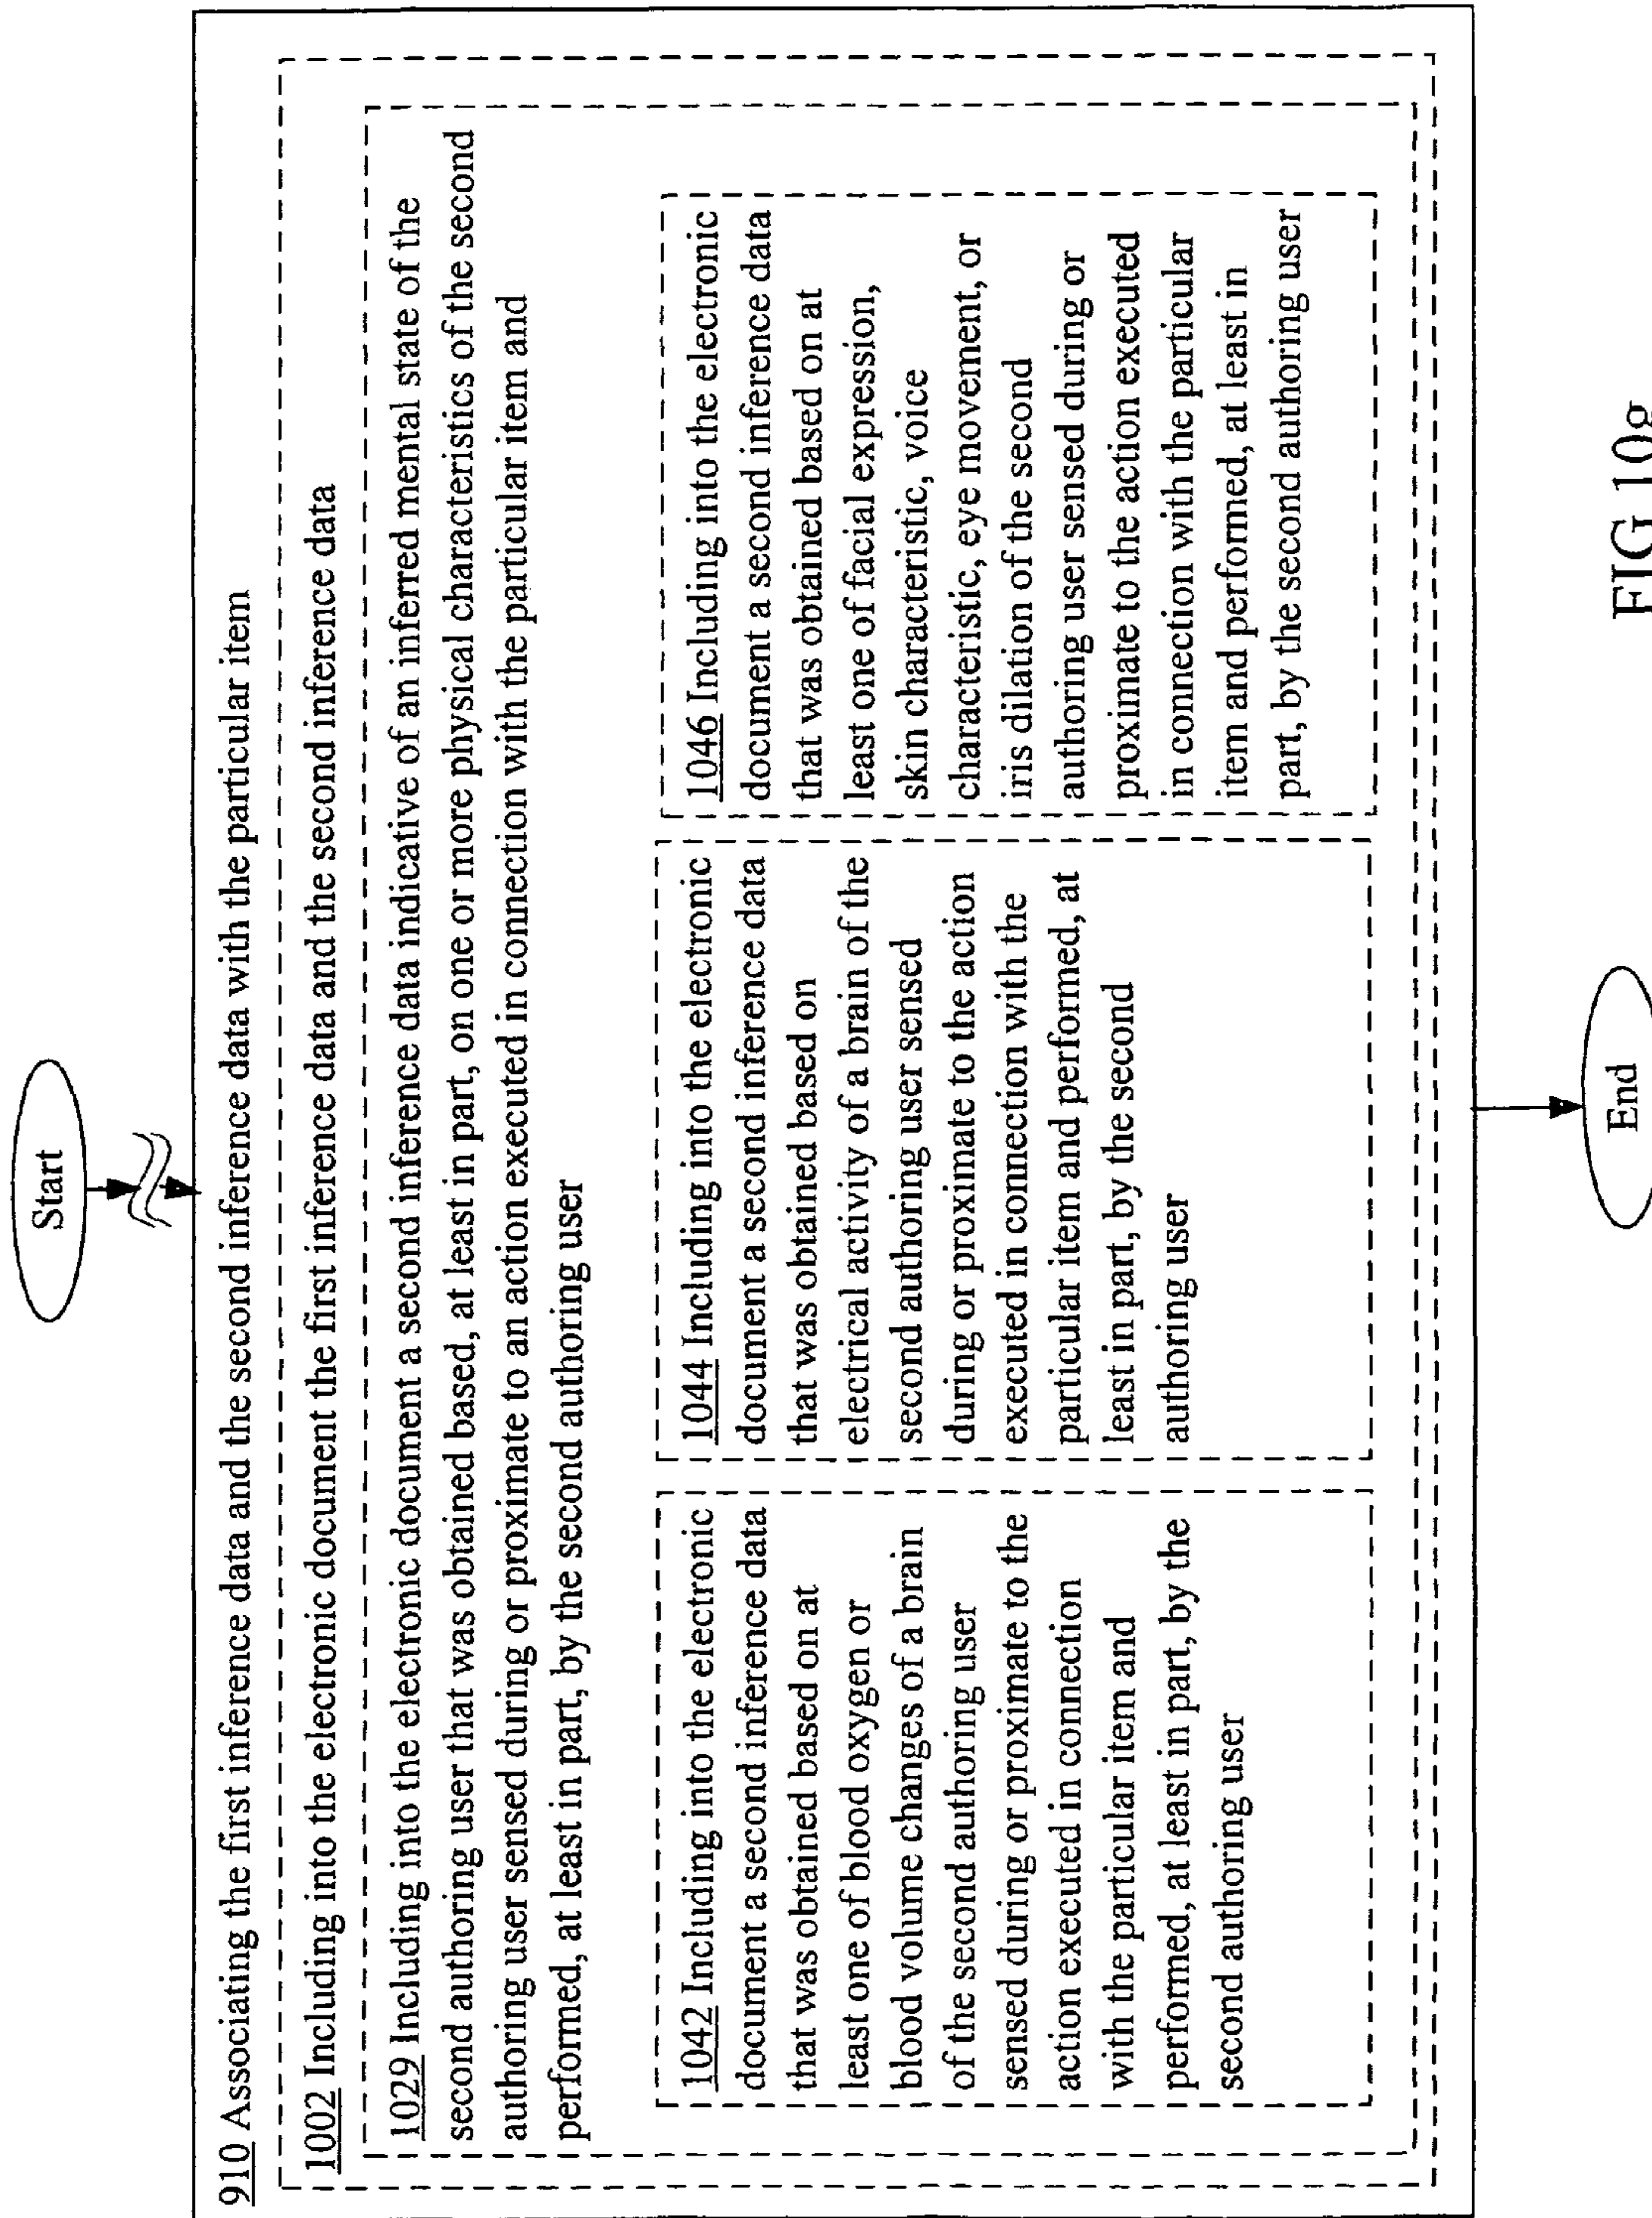 Start
910 Associating the first inference data and the second inference data with the particular item
1002 Including into the electronic document the first inference data and the second inference data
1029 Including into the electronic document a second inference data indicative of an inferred mental state of the
second authoring user that was obtained based, at least in part, on one or more physical characteristics of the second
authoring user sensed during or proximate to an action executed in connection with the particular item and
performed, at least in part, by the second authoring user
1042 Including into the electronic
document a second inference data
that was obtained based on at
least one of blood oxygen or
blood volume changes of a brain
of the second authoring user
sensed during or proximate to the
action executed in connection
with the particular item and
performed, at least in part, by the
second authoring user
1044 Including into the electronic
document a second inference data
that was obtained based on
electrical activity of a brain of the
second authoring user sensed
during or proximate to the action
executed in connection with the
particular item and performed, at
least in part, by the second
authoring user
1046 Including into the electronic
document a second inference data
that was obtained based on at
least one of facial expression,
skin characteristic, voice
characteristic, eye movement, or
iris dilation of the second
authoring user sensed during or
proximate to the action executed
in connection with the particular
item and performed, at least in
part, by the second authoring user
End
FIG 10g